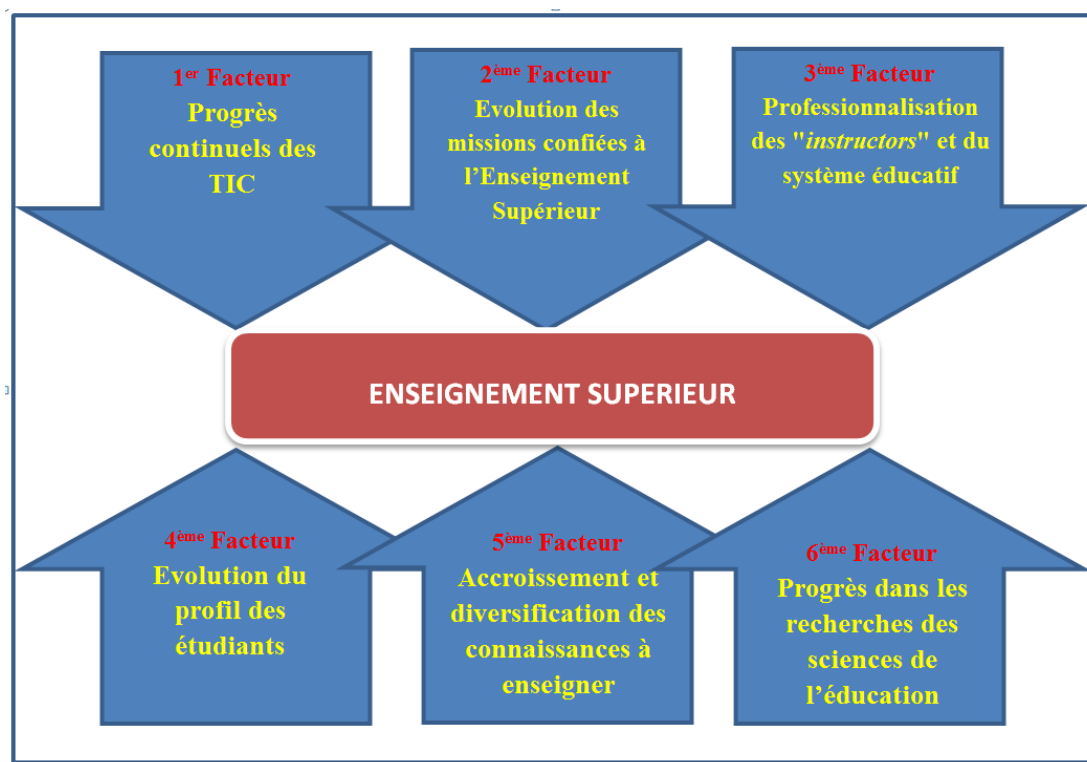 1er Facteur
Progrès
continuels des
TIC
2ème Facteur
Evolution des
missions confiées à
l’Enseignement
Supérieur
3ème Facteur
Professionnalisation
des "instructors" et du
système éducatif
ENSEIGNEMENT SUPERIEUR
4ème Facteur
Evolution du
profil des
étudiants
5ème Facteur
Accroissement et
diversification des
connaissances à
enseigner
6ème Facteur
Progrès dans les
recherches des
sciences de
l’éducation